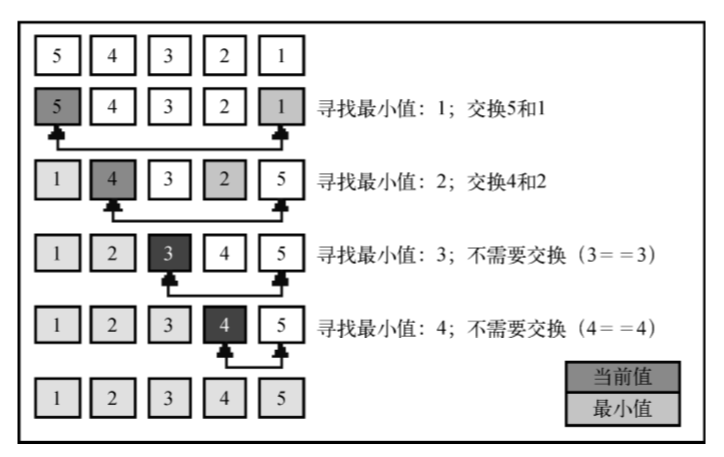 5 4 3 2 1
5 4 3 2 1 寻找最小值：1；交换5和1
1 4 3 2 5 寻找最小值：2；交换4和2
1 2 3 4 5 寻找最小值：3；不需要交换（3＝＝3）
1 2 3 4 5 寻找最小值：4；不需要交换（4＝＝4）
当前值
1 2 3 4 5
最小值